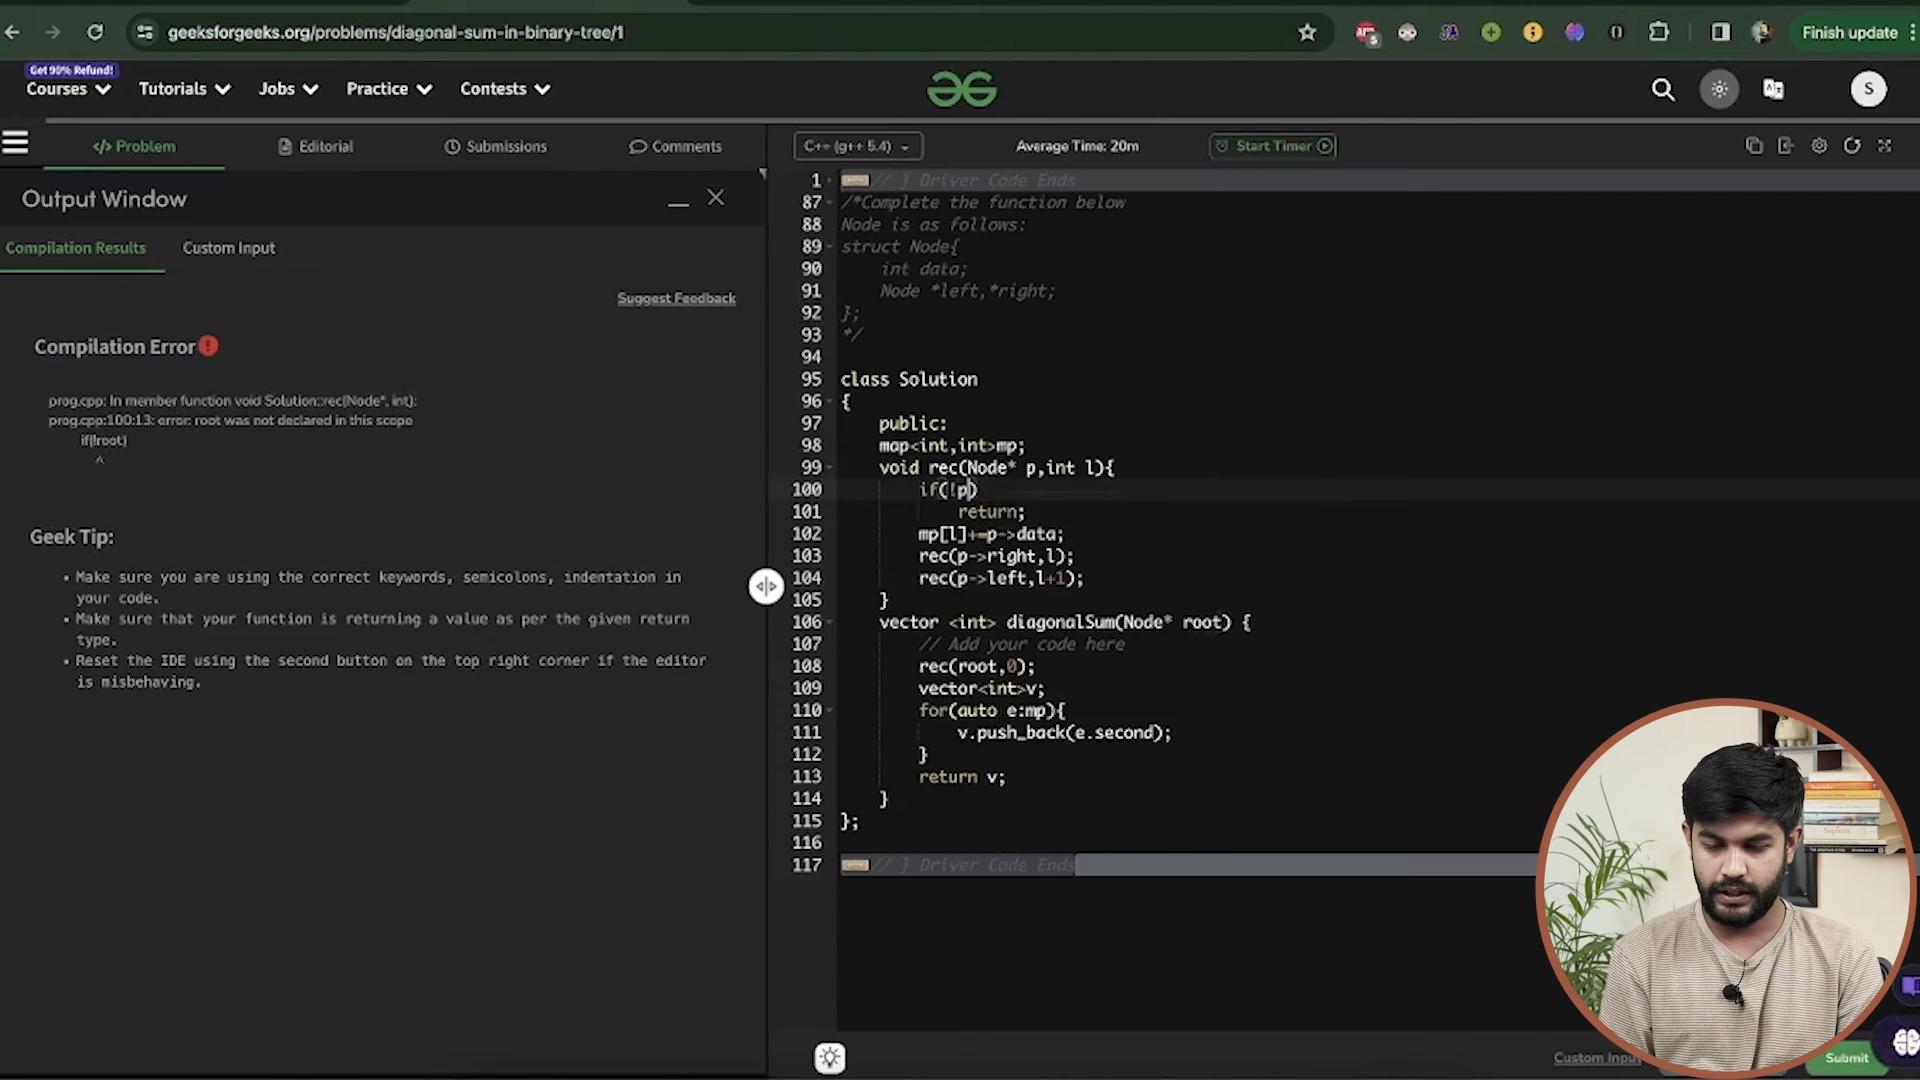 geeksforgeeks.org/problems/diagonal-sum-in-binary-tree/1
Finish update
Get 90% Refund!
Courses
Tutorials
Jobs
Practice
Contests
S
</> Problem
Editorial
Submissions
Comments
C++ (g++ 5.4)
Average Time: 20m
Start Timer
Output Window
Compilation Results
Custom Input
Suggest Feedback
Compilation Error
prog.cpp: In member function void Solution::rec(Node*, int):
prog.cpp:100:13: error: root was not declared in this scope
if(!root)
^
Geek Tip:
• Make sure you are using the correct keywords, semicolons, indentation in
your code.
• Make sure that your function is returning a value as per the given return
type.
• Reset the IDE using the second button on the top right corner if the editor
is misbehaving.
1 // } Driver Code Ends
87 /*Complete the function below
88 Node is as follows:
89 struct Node{
90 int data;
91 Node *left,*right;
92 };
93 */
94
95 class Solution
96 {
97 public:
98 map<int,int>mp;
99 void rec(Node* p,int l){
100 if(!p)
101 return;
102 mp[l]+=p->data;
103 rec(p->right,l);
104 rec(p->left,l+1);
105 }
106 vector <int> diagonalSum(Node* root) {
107 // Add your code here
108 rec(root,0);
109 vector<int>v;
110 for(auto e:mp){
111 v.push_back(e.second);
112 }
113 return v;
114 }
115 };
116
117 // } Driver Code Ends
Sapiens
Custom Input
Submit